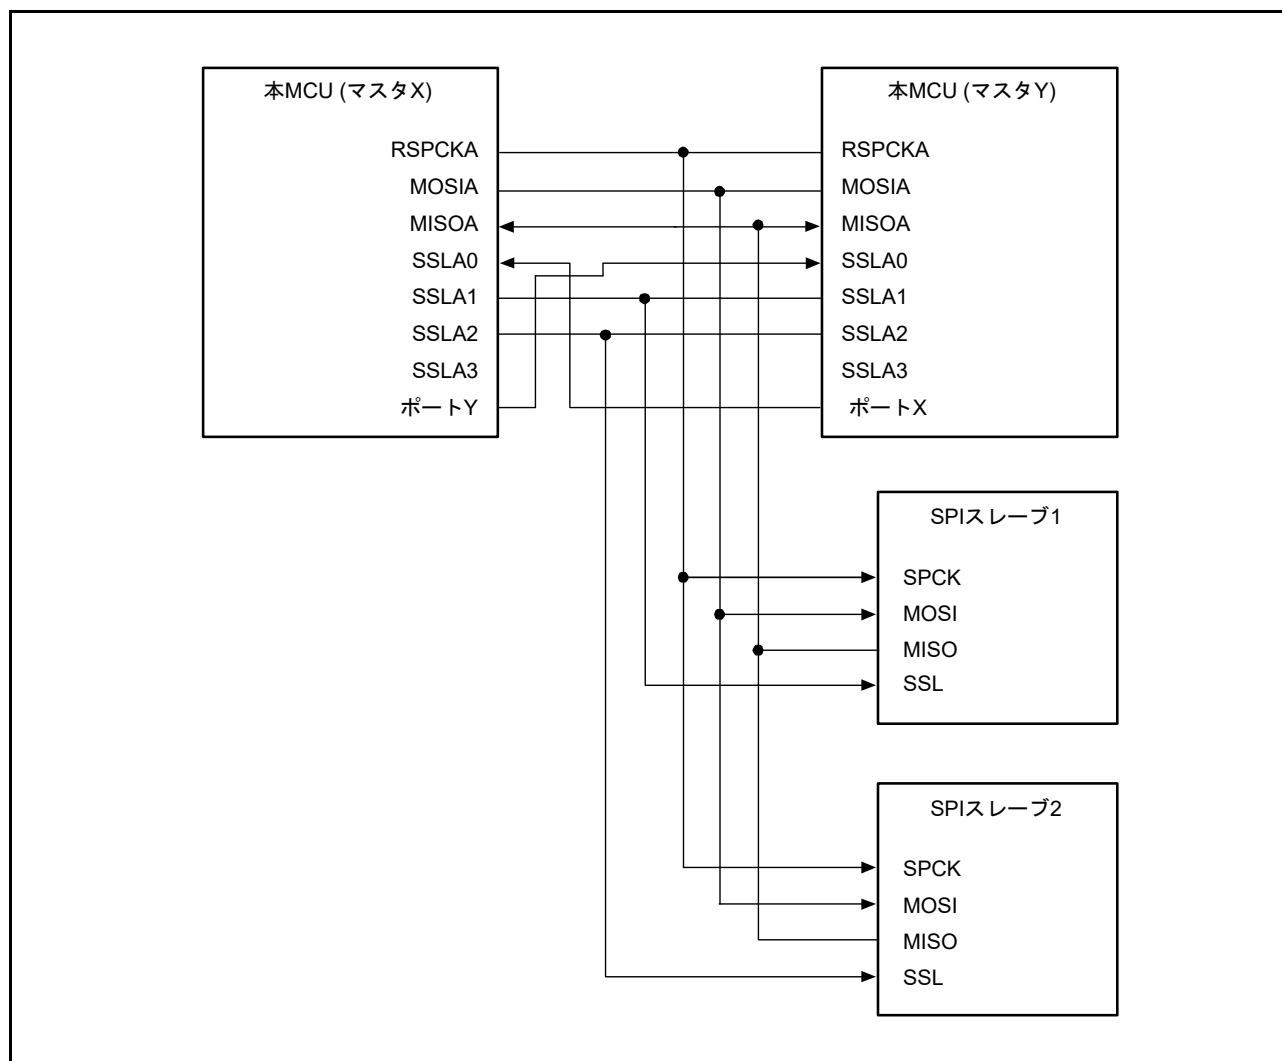 本MCU (マスタX)
RSPCKA
MOSIA
MISOA
SSLA0
SSLA1
SSLA2
SSLA3
ポートY
本MCU (マスタY)
RSPCKA
MOSIA
MISOA
SSLA0
SSLA1
SSLA2
SSLA3
ポートX
SPIスレーブ1
SPCK
MOSI
MISO
SSL
SPIスレーブ2
SPCK
MOSI
MISO
SSL